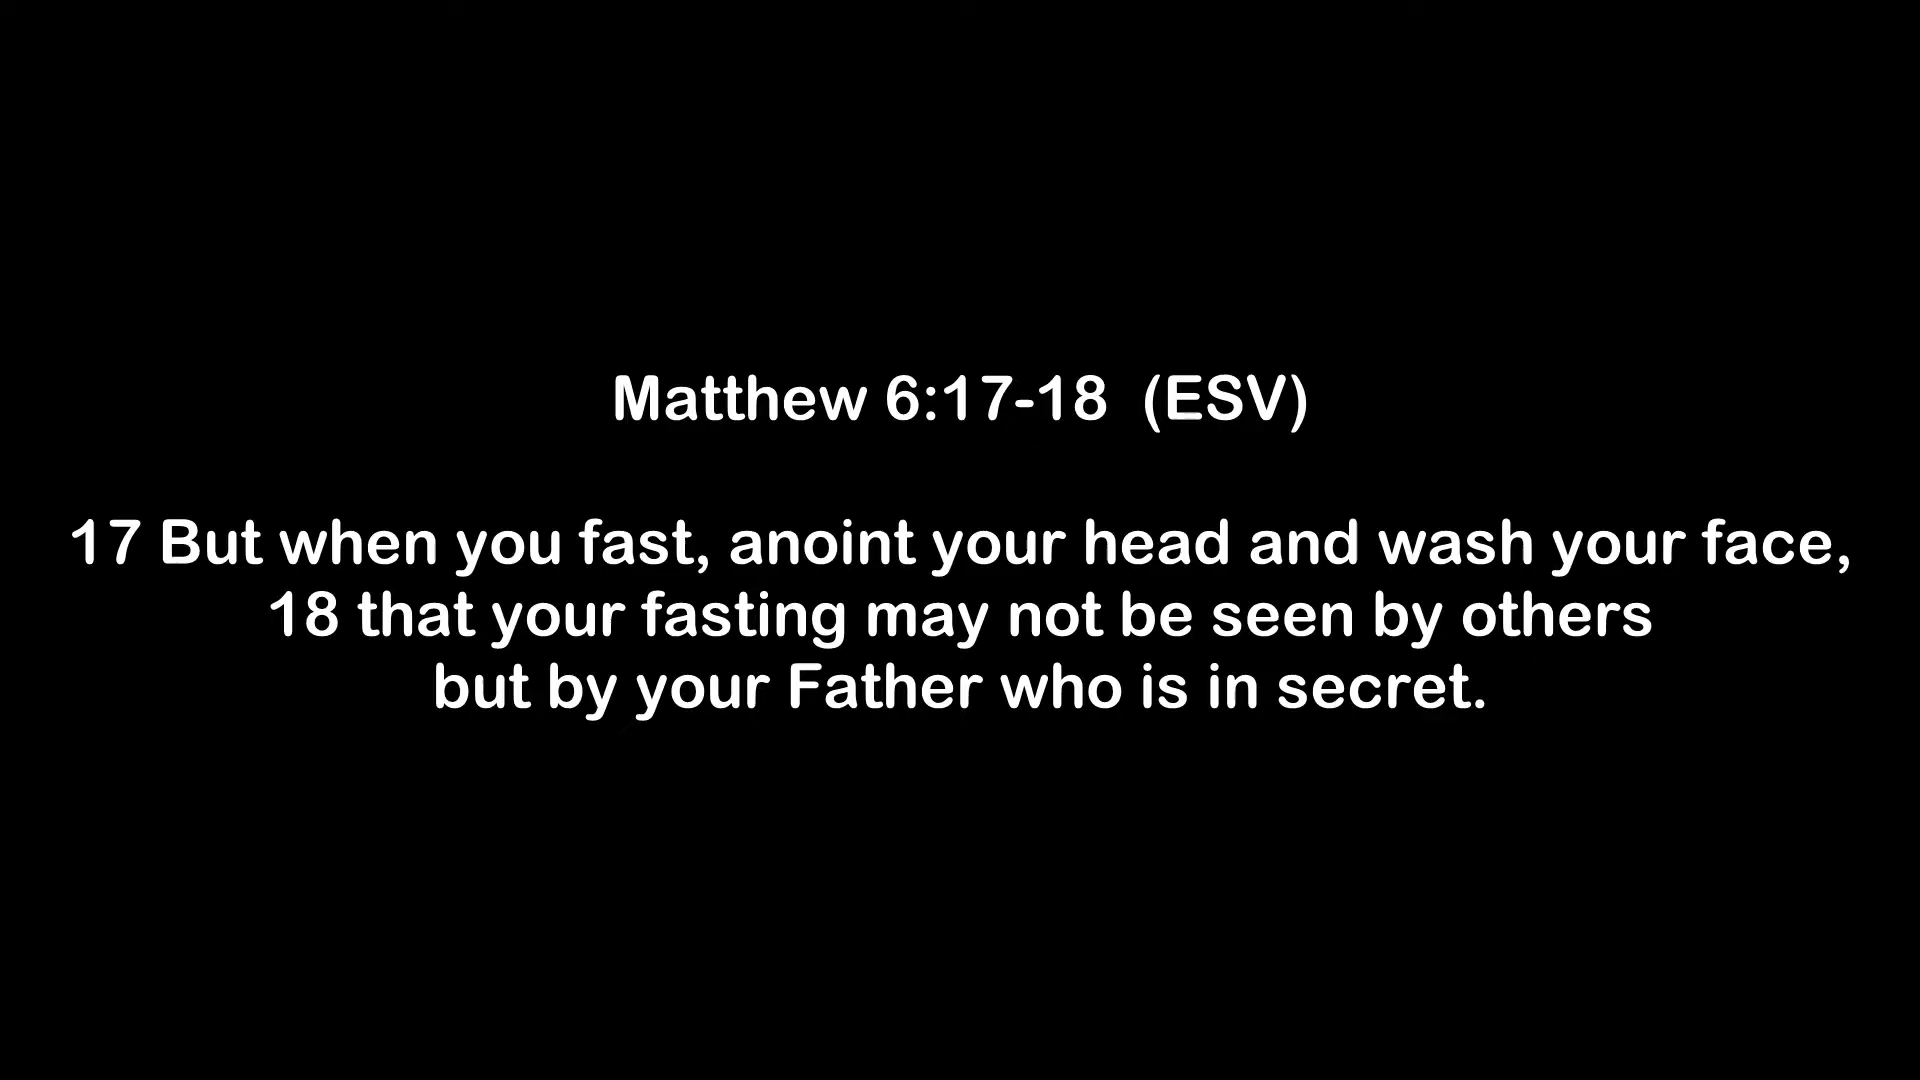 Matthew 6:17-18  (ESV)
17 But when you fast, anoint your head and wash your face,
18 that your fasting may not be seen by others
but by your Father who is in secret.